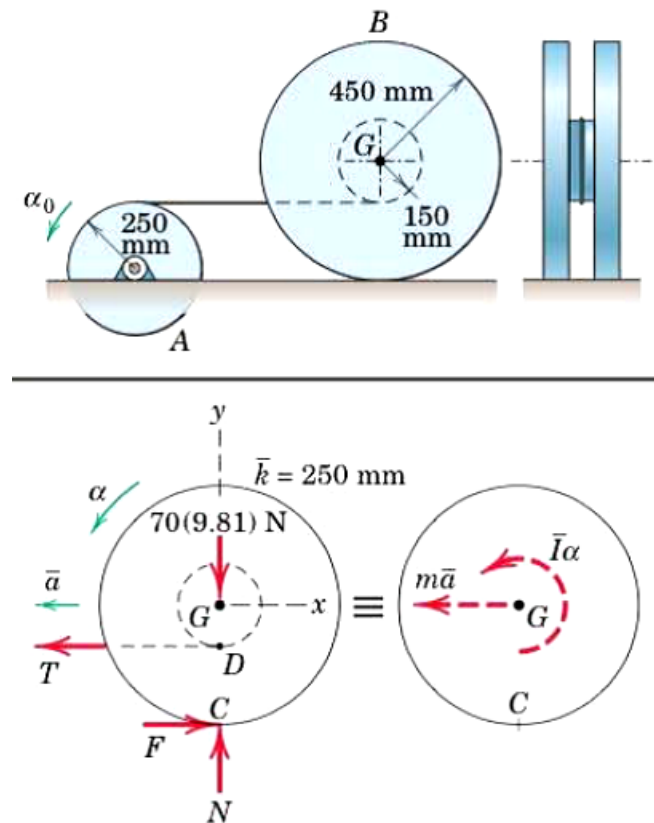 B
450 mm
G
α₀
250
mm
150
mm
A
y
k̄ = 250 mm
α
70(9.81) N
Īα
ā
mā
G
x
≡
G
T
D
C
C
F
N